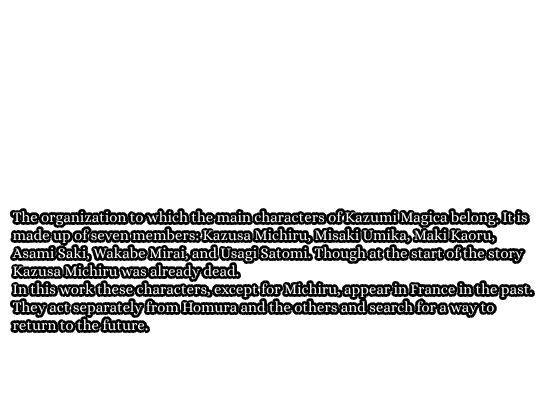 The organization to which the main characters of Kazumi Magica belong. It is
made up of seven members: Kazusa Michiru, Misaki Umika, Maki Kaoru,
Asami Saki, Wakabe Mirai, and Usagi Satomi. Though at the start of the story
Kazusa Michiru was already dead.
In this work these characters, except for Michiru, appear in France in the past.
They act separately from Homura and the others and search for a way to
return to the future.